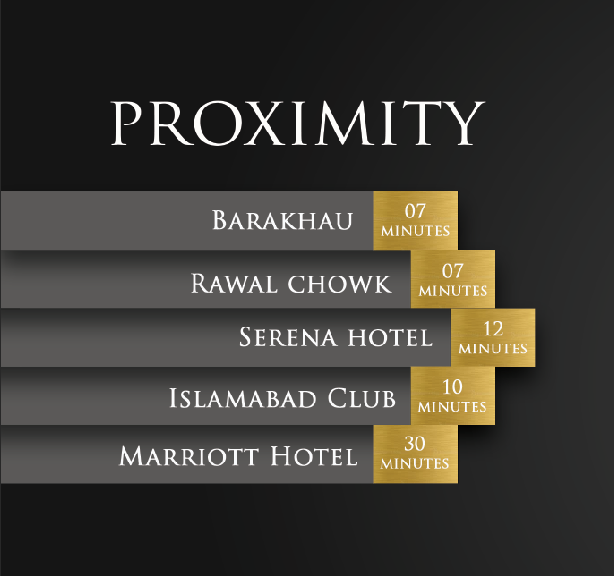 PROXIMITY
BARAKHAU
07
MINUTES
RAWAL CHOWK
07
MINUTES
SERENA HOTEL
12
MINUTES
ISLAMABAD CLUB
10
MINUTES
MARRIOTT HOTEL
30
MINUTES